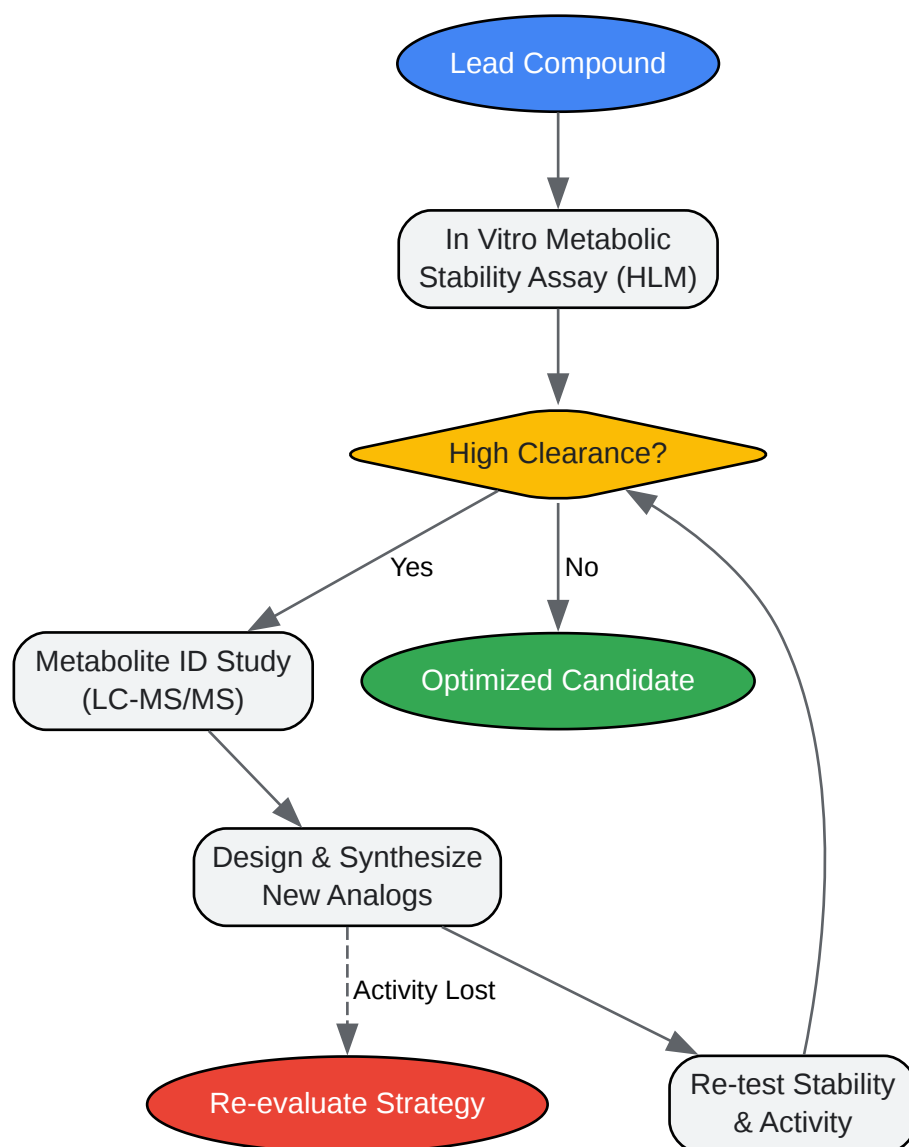 Lead Compound
In Vitro Metabolic
Stability Assay (HLM)
High Clearance?
Yes
No
Metabolite ID Study
(LC-MS/MS)
Optimized Candidate
Design & Synthesize
New Analogs
Activity Lost
Re-evaluate Strategy
Re-test Stability
& Activity